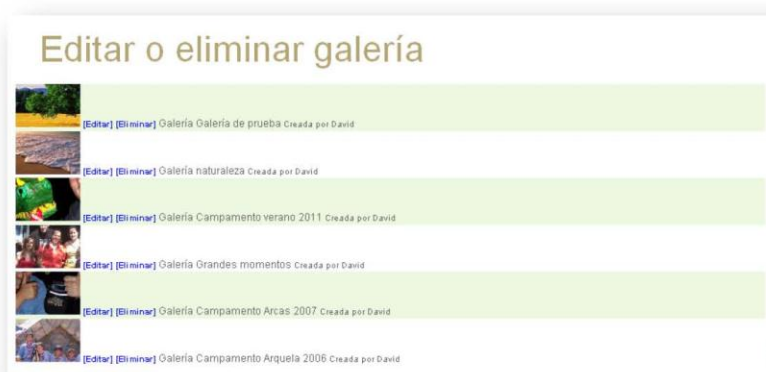 Editar o eliminar galería
[Editar] [Eliminar] Galería Galería de prueba Creada por David
[Editar] [Eliminar] Galería naturaleza Creada por David
[Editar] [Eliminar] Galería Campamento verano 2011 Creada por David
[Editar] [Eliminar] Galería Grandes momentos Creada por David
[Editar] [Eliminar] Galería Campamento Arcas 2007 Creada por David
[Editar] [Eliminar] Galería Campamento Arquela 2006 Creada por David